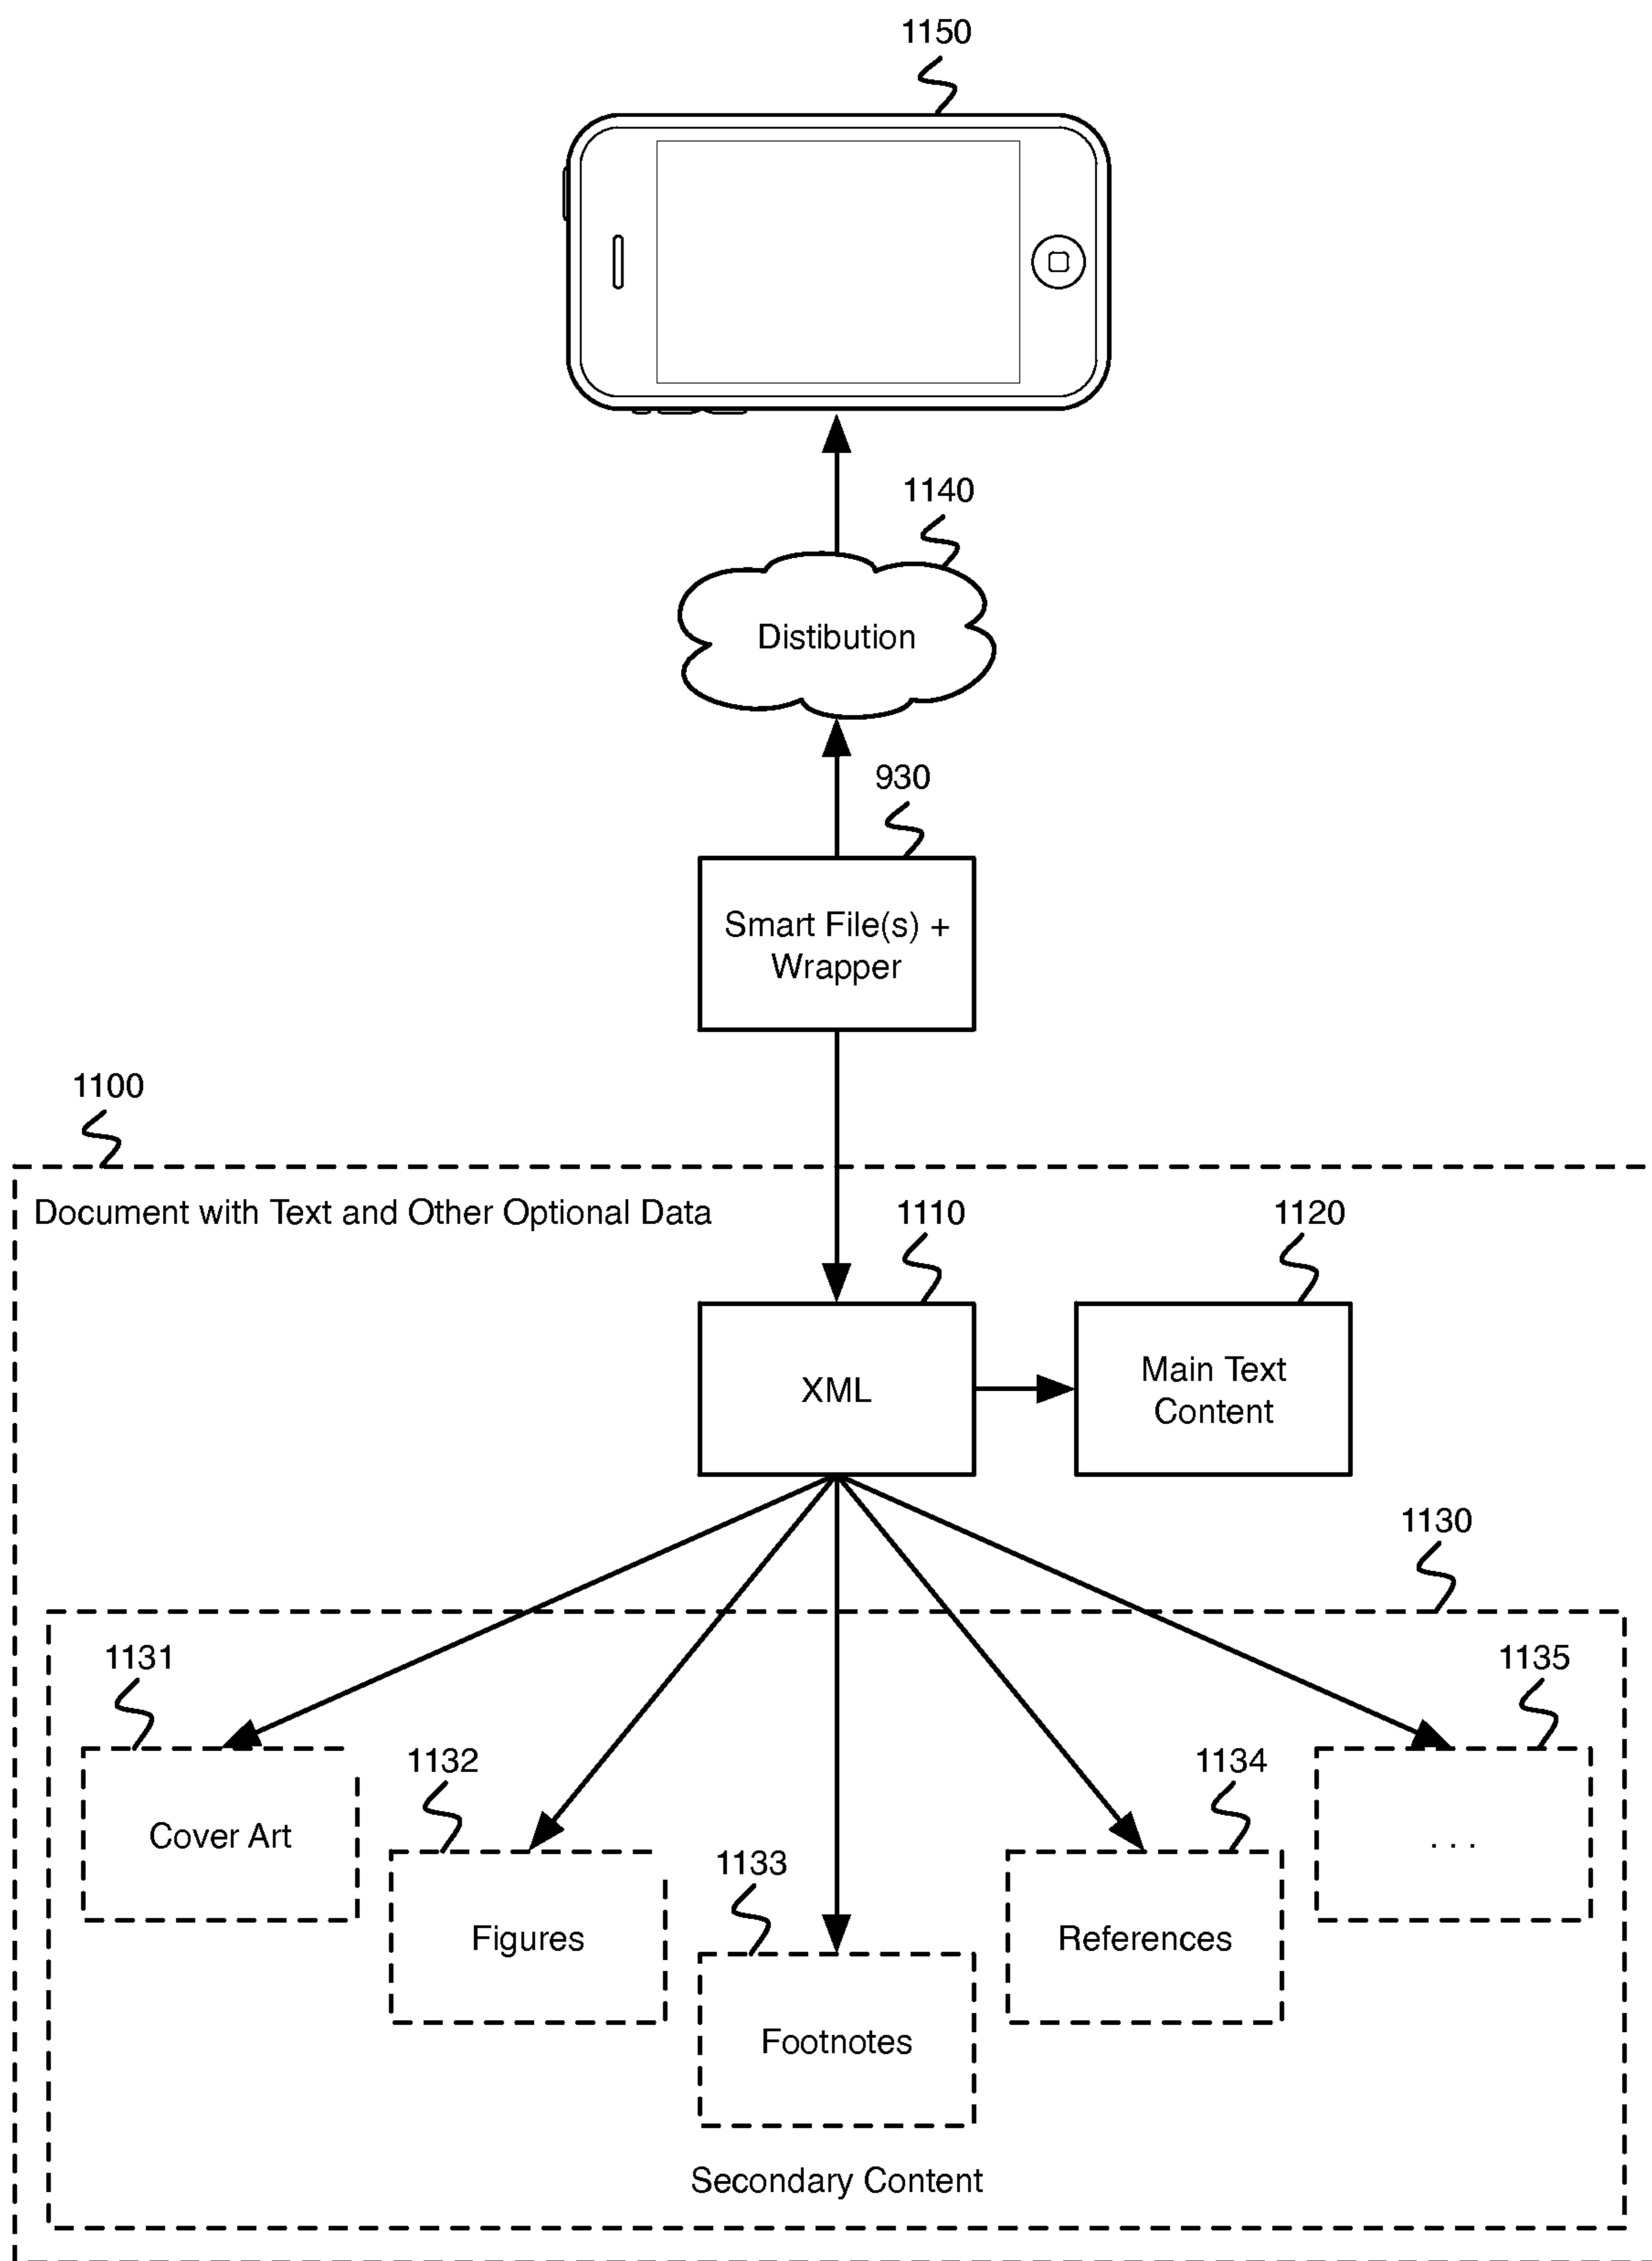 1150
1140
Distibution
930
Smart File(s) +
Wrapper
1100
Document with Text and Other Optional Data
1110
1120
XML
Main Text
Content
1130
1131
1135
1132
1134
Cover Art
. . .
1133
Figures
References
Footnotes
Secondary Content